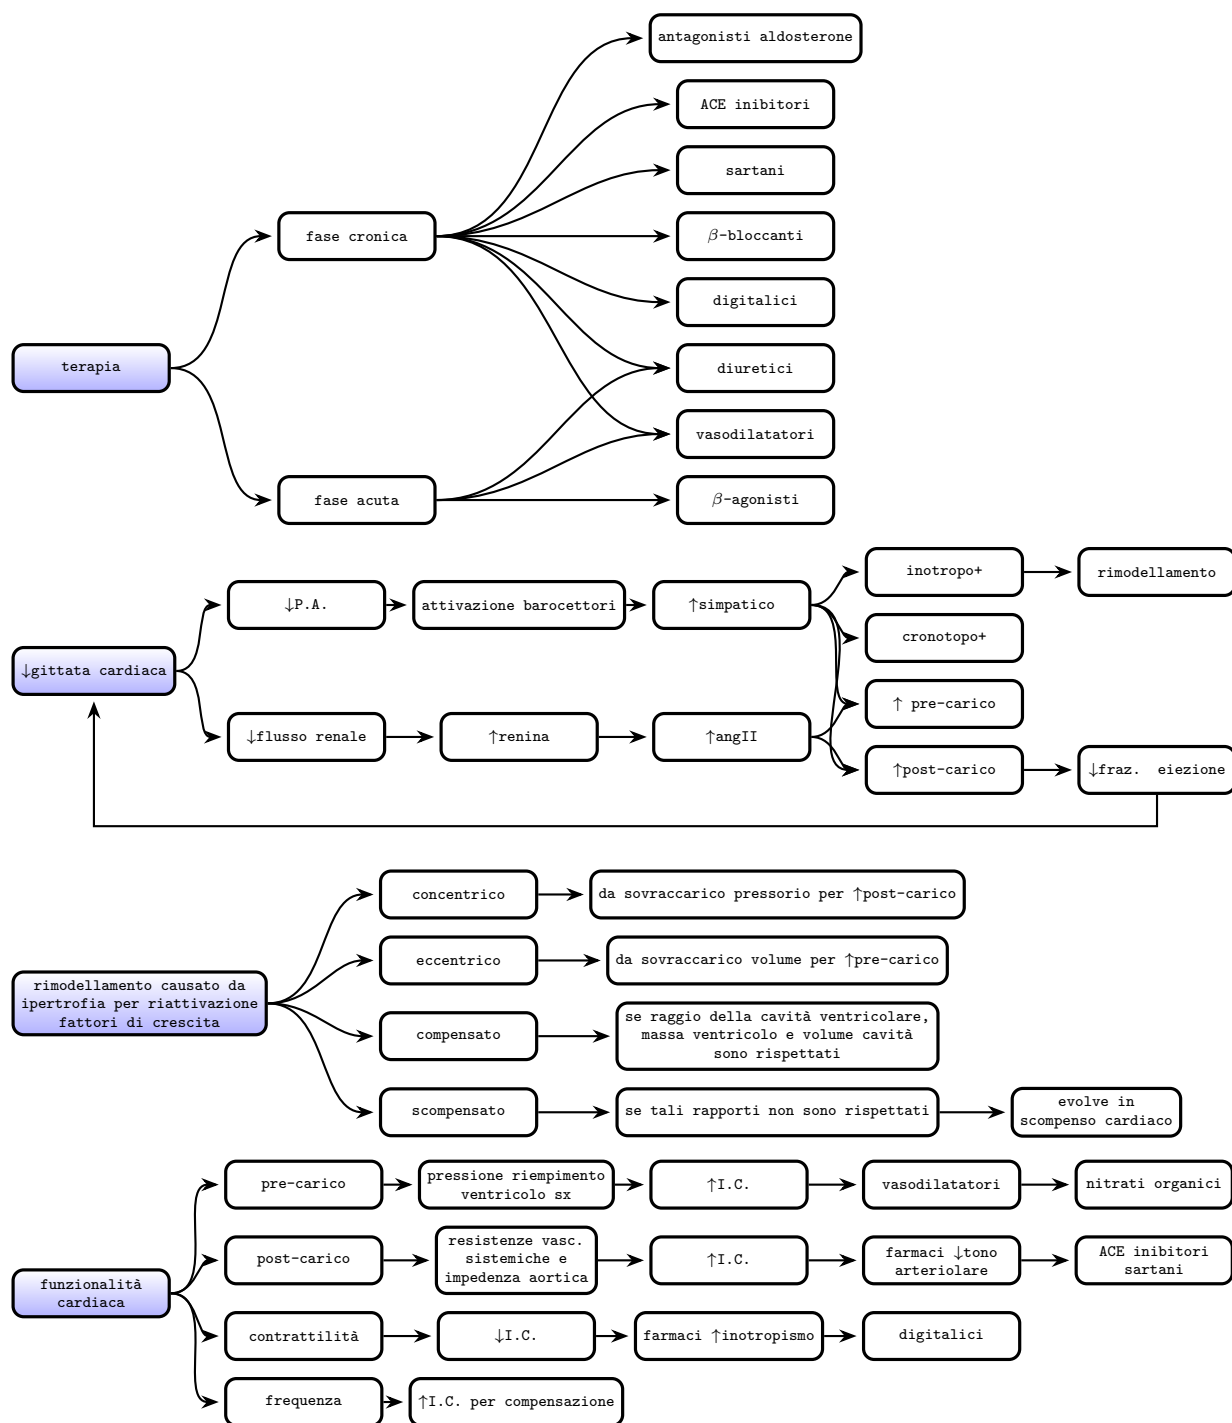 antagonisti aldosterone
ACE inibitori
sartani
fase cronica
β-bloccanti
digitalici
terapia
diuretici
vasodilatatori
fase acuta
β-agonisti
inotropo+
rimodellamento
↓P.A.
attivazione barocettori
↑simpatico
cronotopo+
↓gittata cardiaca
↑ pre-carico
↓flusso renale
↑renina
↑angII
↑post-carico
↓fraz. eiezione
concentrico
da sovraccarico pressorio per ↑post-carico
eccentrico
da sovraccarico volume per ↑pre-carico
rimodellamento causato da
ipertrofia per riattivazione
fattori di crescita
compensato
se raggio della cavità ventricolare,
massa ventricolo e volume cavità
sono rispettati
scompensato
se tali rapporti non sono rispettati
evolve in
scompenso cardiaco
pre-carico
pressione riempimento
ventricolo sx
↑I.C.
vasodilatatori
nitrati organici
post-carico
resistenze vasc.
sistemiche e
impedenza aortica
↑I.C.
farmaci ↓tono
arteriolare
ACE inibitori
sartani
funzionalità
cardiaca
contrattilità
↓I.C.
farmaci ↑inotropismo
digitalici
frequenza
↑I.C. per compensazione